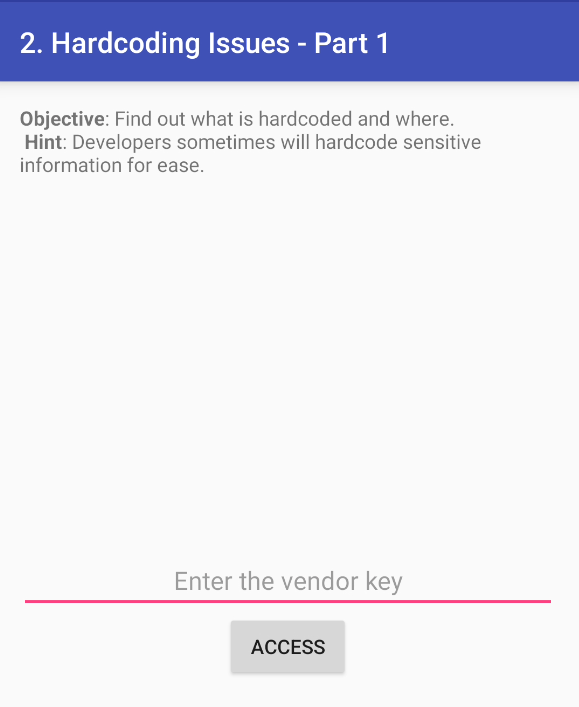 2. Hardcoding Issues - Part 1
Objective: Find out what is hardcoded and where.
Hint: Developers sometimes will hardcode sensitive
information for ease.
Enter the vendor key
ACCESS